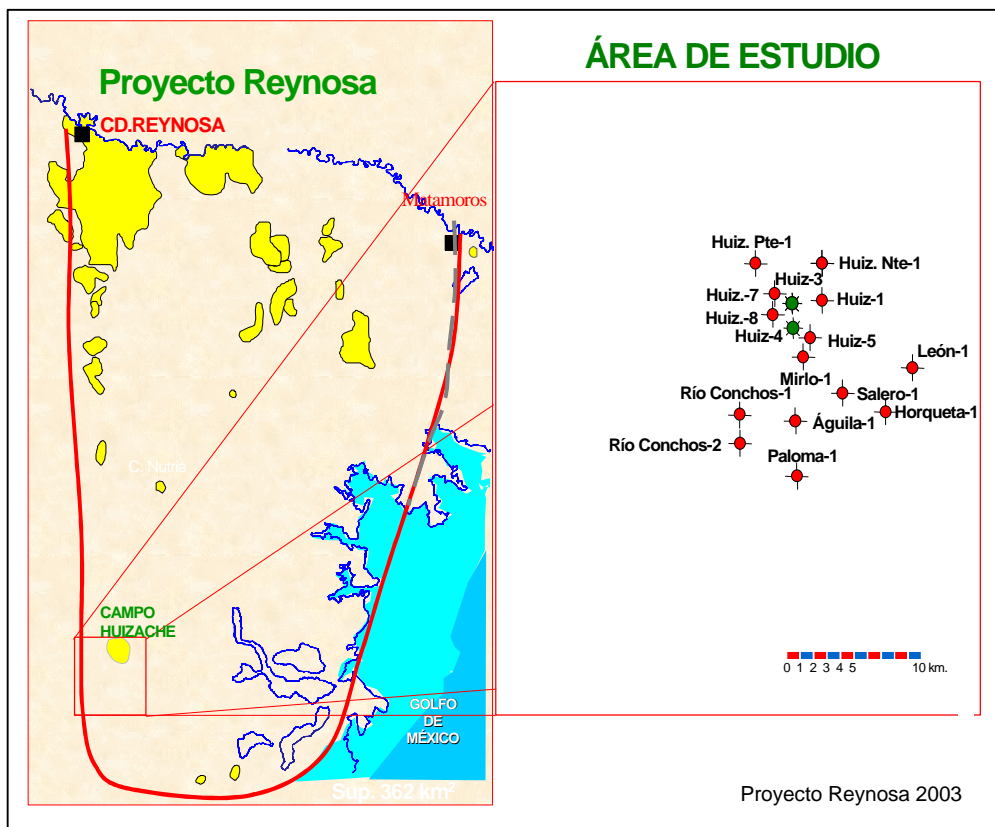 Proyecto Reynosa
CD.REYNOSA
Matamoros
C. Nutria
CAMPO
HUIZACHE
GOLFO
DE
MÉXICO
Sup. 362 km²
ÁREA DE ESTUDIO
Huiz. Pte-1
Huiz. Nte-1
Huiz-3
Huiz.-7
Huiz-1
Huiz.-8
Huiz-4
Huiz-5
León-1
Mirlo-1
Salero-1
Río Conchos-1
Horqueta-1
Águila-1
Río Conchos-2
Paloma-1
0 1 2 3 4 5 10 km.
Proyecto Reynosa 2003